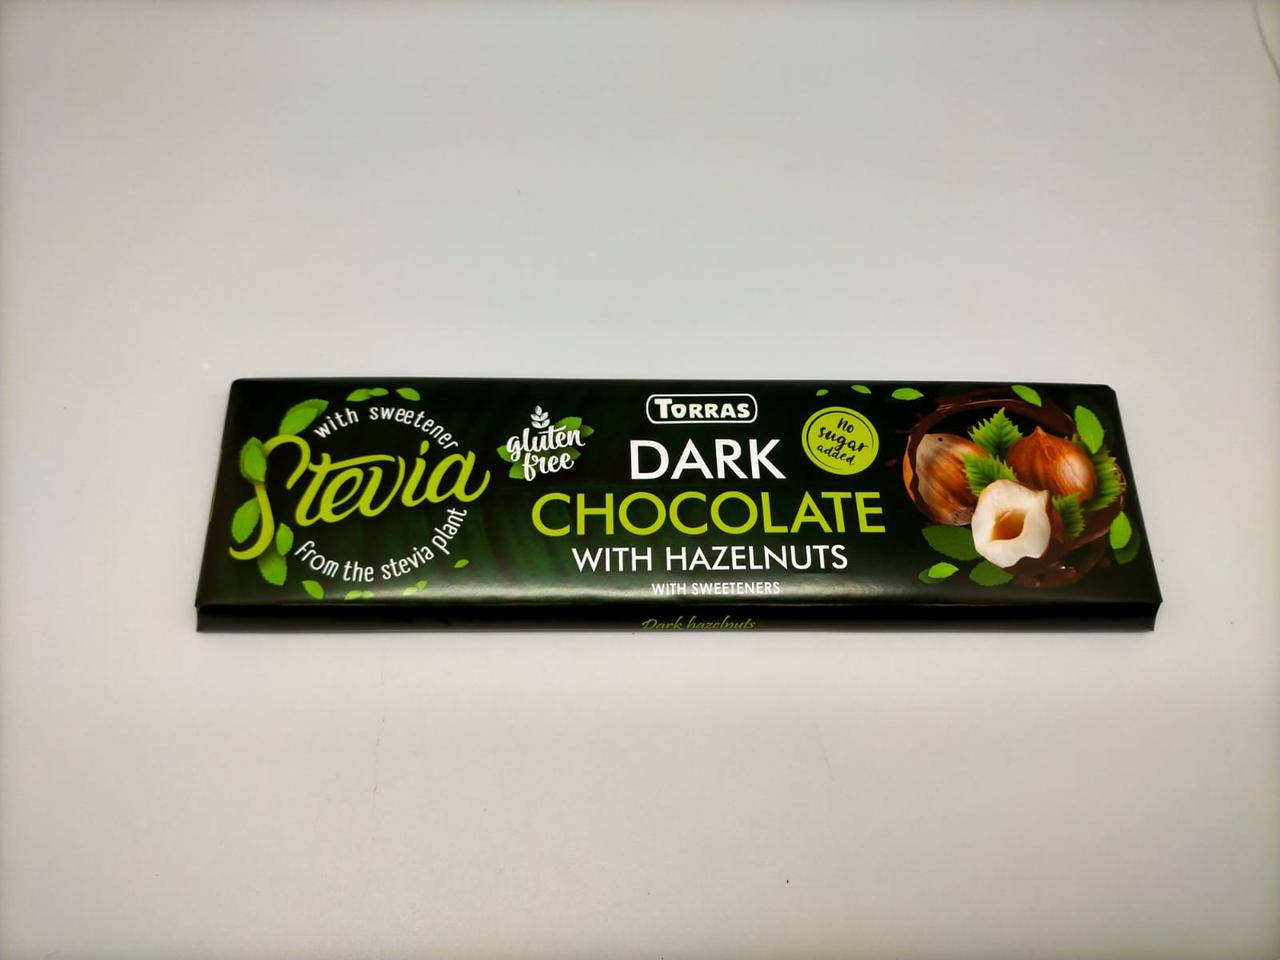 with sweetener
Stevia
from the stevia plant
gluten
free
TORRAS
DARK
CHOCOLATE
WITH HAZELNUTS
WITH SWEETENERS
no
sugar
added
Dark hazelnuts